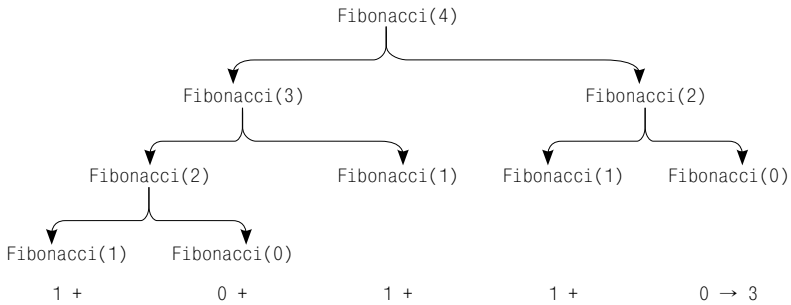 Fibonacci(4)
Fibonacci(3) Fibonacci(2)
Fibonacci(2) Fibonacci(1) Fibonacci(1) Fibonacci(0)
Fibonacci(1) Fibonacci(0)
1 + 0 + 1 + 1 + 0 → 3